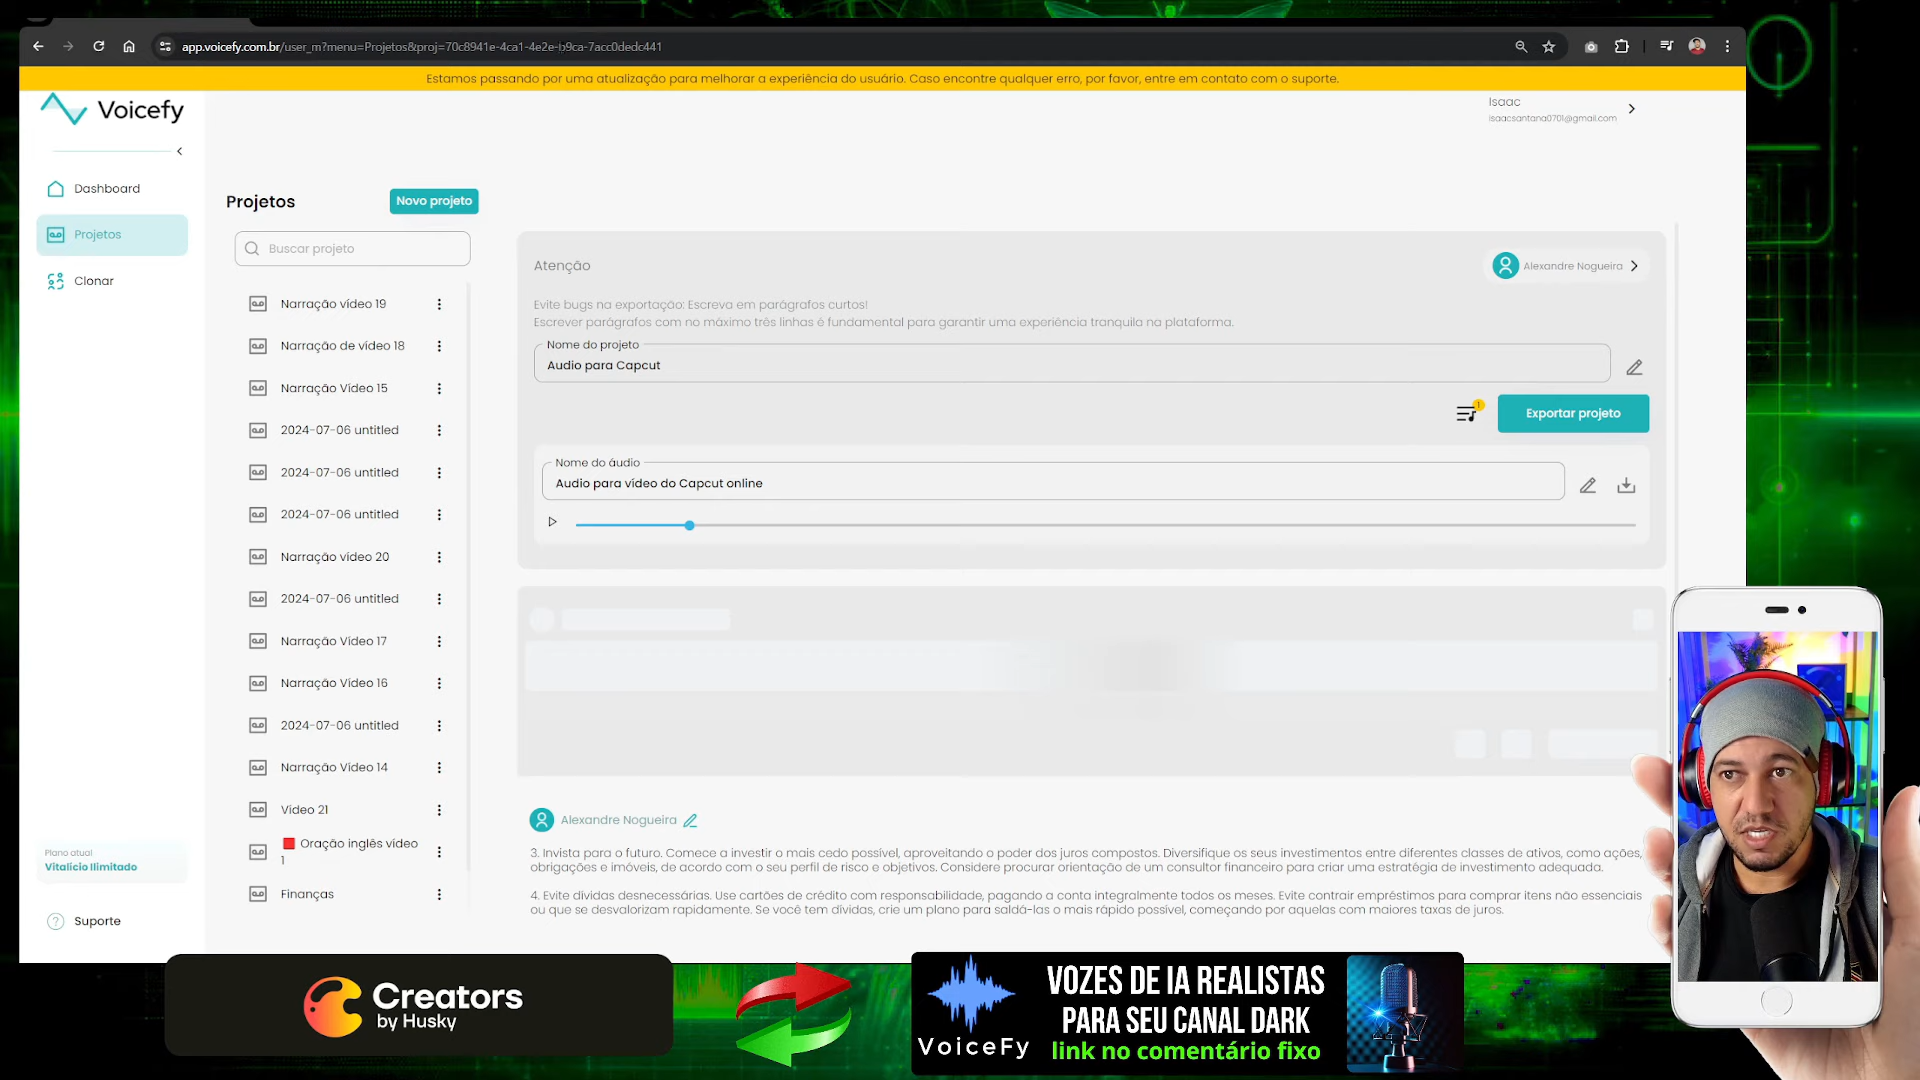 app.voicefy.com.br/user_m?menu=Projetos&proj=70c8941e-4ca1-4e2e-b9ca-7acc0dedc441
Estamos passando por uma atualização para melhorar a experiência do usuário. Caso encontre qualquer erro, por favor, entre em contato com o suporte.
Voicefy
Isaac
isaacsantana0701@gmail.com
Dashboard
Projetos
Clonar
Projetos
Novo projeto
Buscar projeto
Narração vídeo 19
Narração de vídeo 18
Narração Vídeo 15
2024-07-06 untitled
2024-07-06 untitled
2024-07-06 untitled
Narração vídeo 20
2024-07-06 untitled
Narração Vídeo 17
Narração Vídeo 16
2024-07-06 untitled
Narração Vídeo 14
Vídeo 21
Oração inglês vídeo
1
Finanças
Atenção
Alexandre Nogueira
Evite bugs na exportação: Escreva em parágrafos curtos!
Escrever parágrafos com no máximo três linhas é fundamental para garantir uma experiência tranquila na plataforma.
Nome do projeto
Audio para Capcut
1
Exportar projeto
Nome do áudio
Audio para vídeo do Capcut online
Alexandre Nogueira
3. Invista para o futuro. Comece a investir o mais cedo possível, aproveitando o poder dos juros compostos. Diversifique os seus investimentos entre diferentes classes de ativos, como ações,
obrigações e imóveis, de acordo com o seu perfil de risco e objetivos. Considere procurar orientação de um consultor financeiro para criar uma estratégia de investimento adequada.
4. Evite dívidas desnecessárias. Use cartões de crédito com responsabilidade, pagando a conta integralmente todos os meses. Evite contrair empréstimos para comprar itens não essenciais
ou que se desvalorizam rapidamente. Se você tem dívidas, crie um plano para saldá-las o mais rápido possível, começando por aquelas com maiores taxas de juros.
Plano atual
Vitalício Ilimitado
Suporte
Creators
by Husky
VoiceFy
VOZES DE IA REALISTAS
PARA SEU CANAL DARK
link no comentário fixo